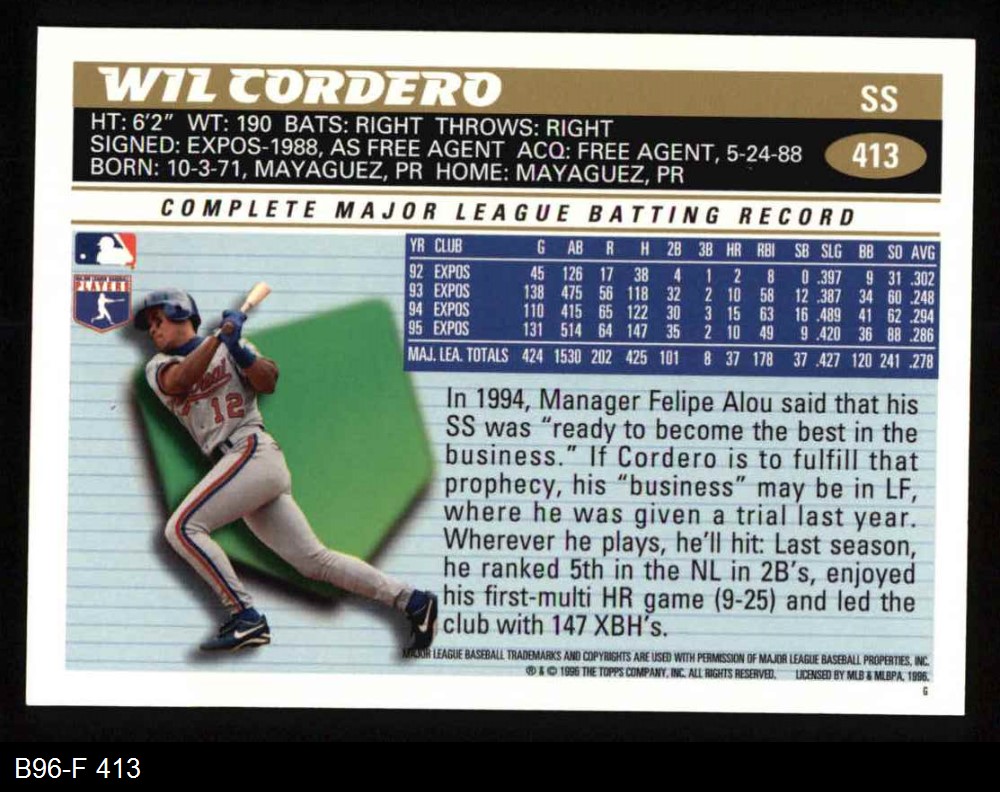 WIL CORDERO
SS
HT: 6'2" WT: 190 BATS: RIGHT THROWS: RIGHT
SIGNED: EXPOS-1988, AS FREE AGENT ACQ: FREE AGENT, 5-24-88
413
BORN: 10-3-71, MAYAGUEZ, PR HOME: MAYAGUEZ, PR
COMPLETE MAJOR LEAGUE BATTING RECORD
YR CLUB G AB R H 2B 3B HR RBI SB SLG BB SO AVG
92 EXPOS 45 126 17 38 4 1 2 8 0 .397 9 31 .302
93 EXPOS 138 475 56 118 32 2 10 58 12 .387 34 60 .248
94 EXPOS 110 415 65 122 30 3 15 63 16 .489 41 62 .294
95 EXPOS 131 514 64 147 35 2 10 49 9 .420 36 88 .286
MAJ. LEA. TOTALS 424 1530 202 425 101 8 37 178 37 .427 120 241 .278
MAJOR LEAGUE BASEBALL
PLAYERS
12
In 1994, Manager Felipe Alou said that his
SS was "ready to become the best in the
business." If Cordero is to fulfill that
prophecy, his "business" may be in LF,
where he was given a trial last year.
Wherever he plays, he'll hit: Last season,
he ranked 5th in the NL in 2B's, enjoyed
his first-multi HR game (9-25) and led the
club with 147 XBH's.
MAJOR LEAGUE BASEBALL TRADEMARKS AND COPYRIGHTS ARE USED WITH PERMISSION OF MAJOR LEAGUE BASEBALL PROPERTIES, INC.
® & © 1996 THE TOPPS COMPANY, INC. ALL RIGHTS RESERVED. LICENSED BY MLB & MLBPA, 1996.
G
B96-F 413